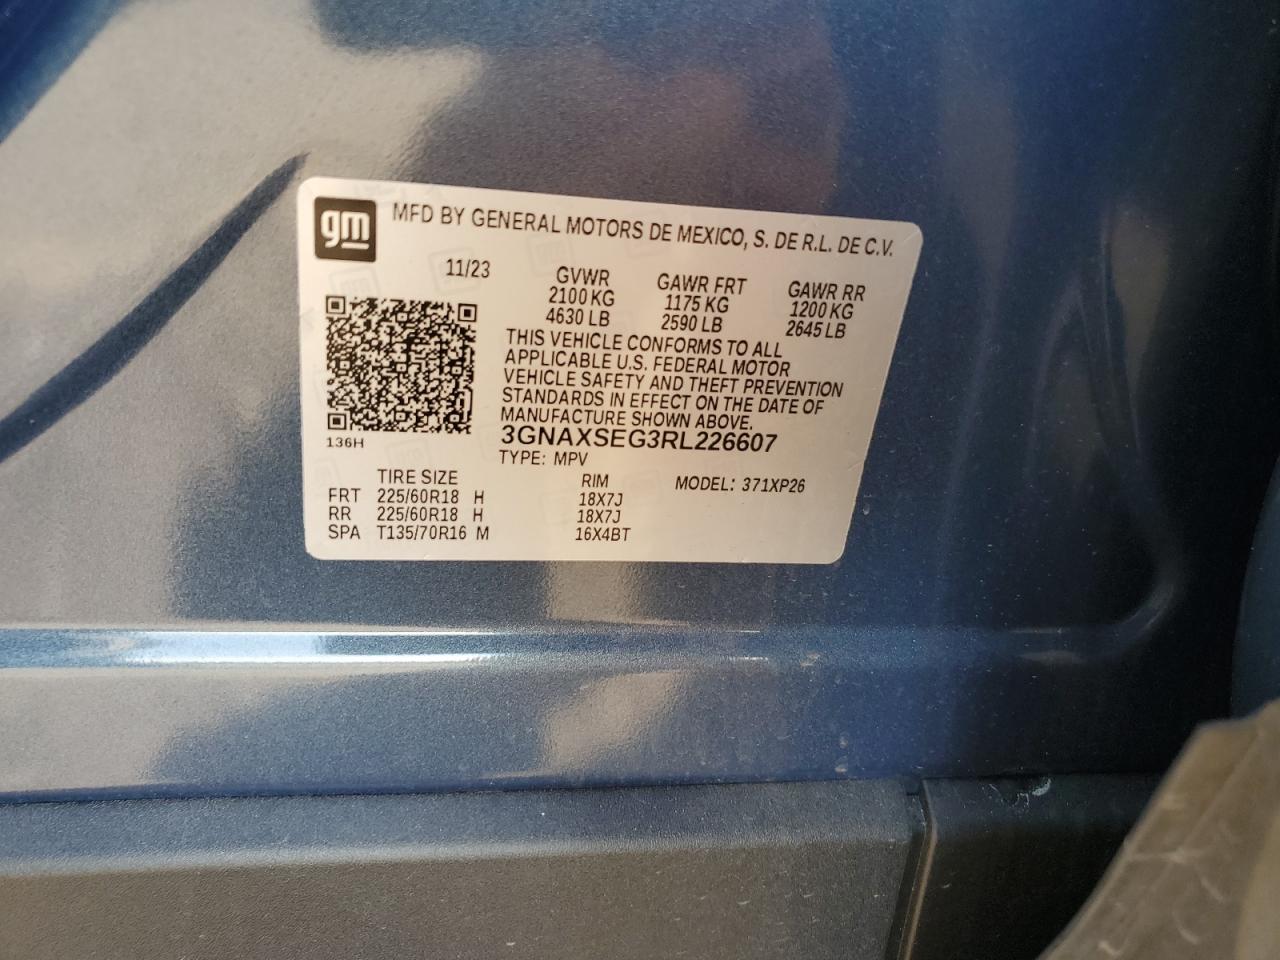 gm MFD BY GENERAL MOTORS DE MEXICO, S. DE R.L. DE C.V.
11/23
GVWR GAWR FRT GAWR RR
2100 KG 1175 KG 1200 KG
4630 LB 2590 LB 2645 LB
THIS VEHICLE CONFORMS TO ALL
APPLICABLE U.S. FEDERAL MOTOR
VEHICLE SAFETY AND THEFT PREVENTION
STANDARDS IN EFFECT ON THE DATE OF
MANUFACTURE SHOWN ABOVE.
136H
3GNAXSEG3RL226607
TYPE: MPV
TIRE SIZE RIM MODEL: 371XP26
FRT 225/60R18 H 18X7J
RR 225/60R18 H 18X7J
SPA T135/70R16 M 16X4BT